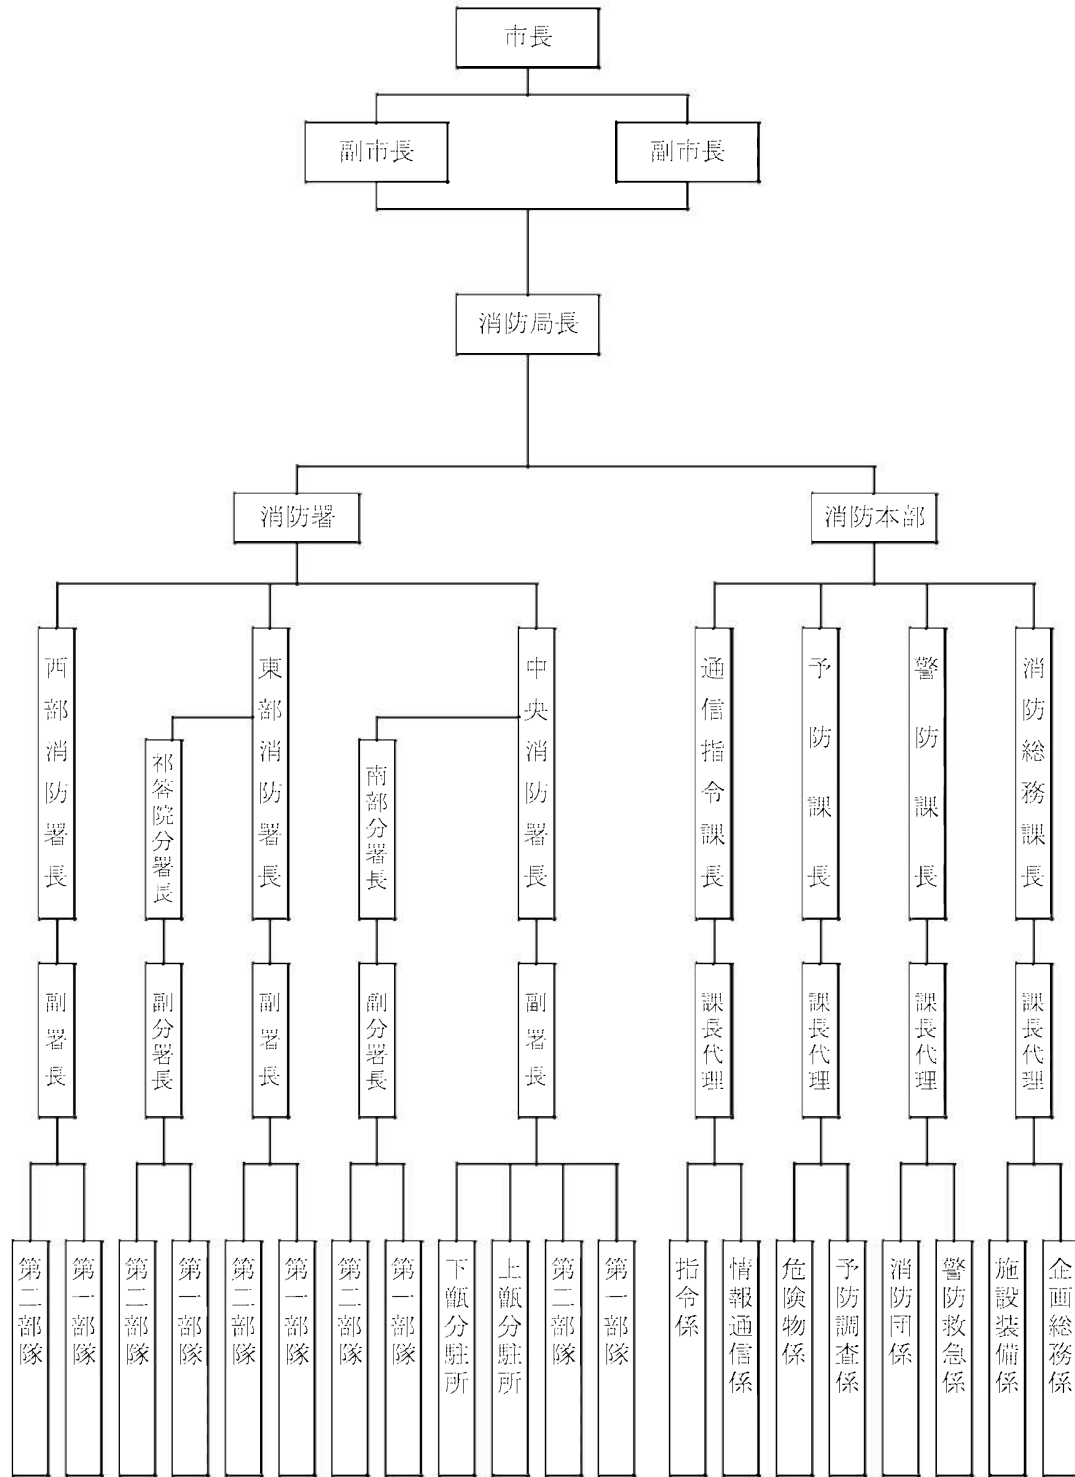 市長
副市長
副市長
消防局長
消防署
消防本部
西部消防署長
祁答院分署長
東部消防署長
南部分署長
中央消防署長
通信指令課長
予防課長
警防課長
消防総務課長
副署長
副分署長
副署長
副分署長
副署長
課長代理
課長代理
課長代理
課長代理
第二部隊
第一部隊
第二部隊
第一部隊
第二部隊
第一部隊
第二部隊
第一部隊
下甑分駐所
上甑分駐所
第二部隊
第一部隊
指令係
情報通信係
危険物係
予防調査係
消防団係
警防救急係
施設装備係
企画総務係